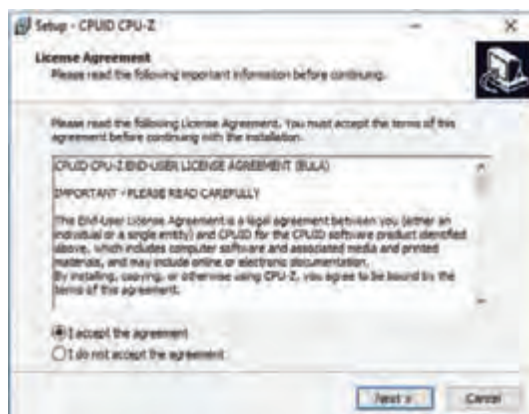 Setup - CPUID CPU-Z
License Agreement
Please read the following important information before continuing.
Please read the following License Agreement. You must accept the terms of this
agreement before continuing with the installation.
CPUID CPU-Z END-USER LICENSE AGREEMENT (EULA)
IMPORTANT - PLEASE READ CAREFULLY
The End-User License Agreement is a legal agreement between you (either an
individual or a single entity) and CPUID for the CPUID software product identified
above, which includes computer software and associated media and printed
materials, and may include online or electronic documentation.
By installing, copying, or otherwise using CPU-Z, you agree to be bound by the
terms of this agreement.
I accept the agreement
I do not accept the agreement
Next >
Cancel